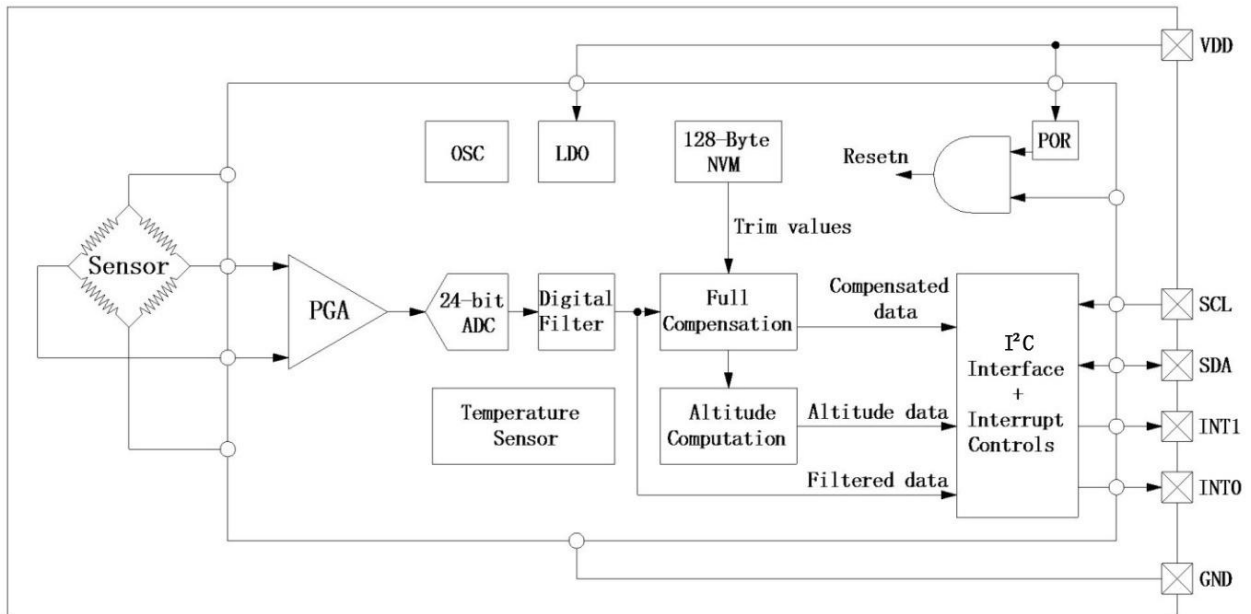 VDD
OSC
LDO
128-Byte
NVM
POR
Resetn
Trim values
Sensor
PGA
24-bit
ADC
Digital
Filter
Full
Compensation
Compensated
data
I²C
Interface
+
Interrupt
Controls
SCL
SDA
INT1
INT0
Temperature
Sensor
Altitude
Computation
Altitude data
Filtered data
GND